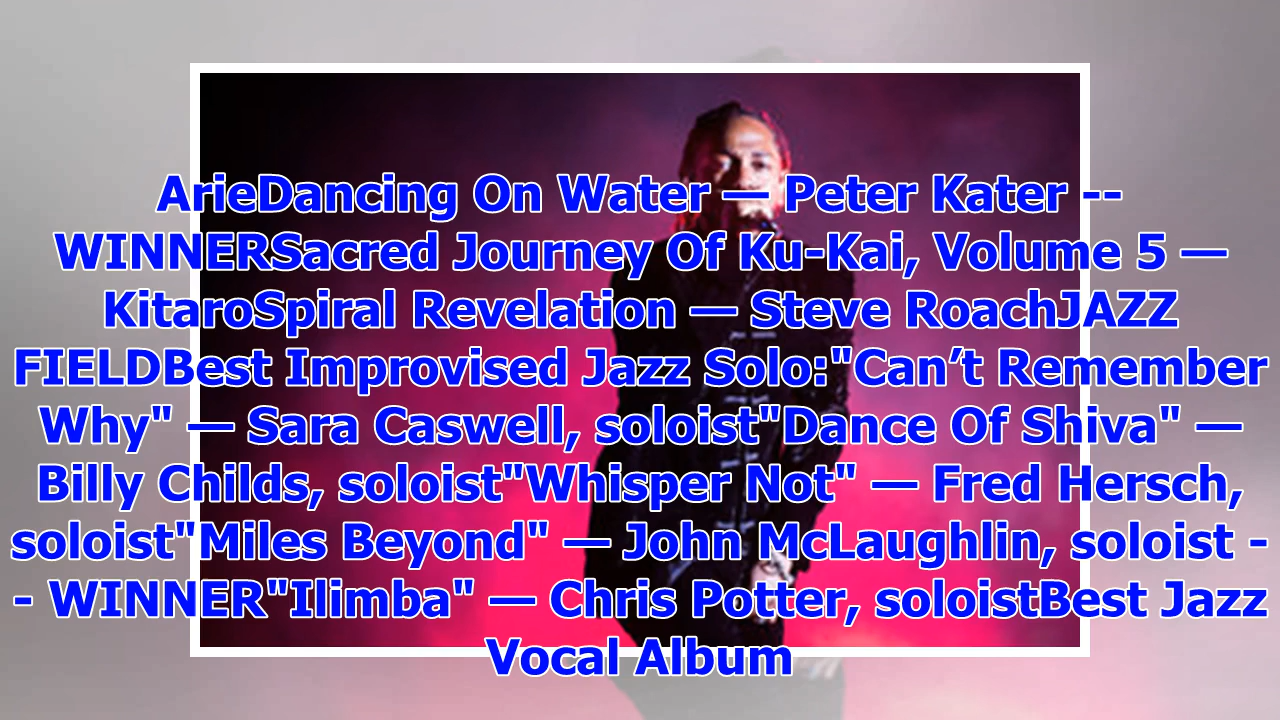 ArieDancing On Water — Peter Kater --
WINNERSacred Journey Of Ku-Kai, Volume 5 —
KitaroSpiral Revelation — Steve RoachJAZZ
FIELDBest Improvised Jazz Solo:"Can’t Remember
Why" — Sara Caswell, soloist"Dance Of Shiva" —
Billy Childs, soloist"Whisper Not" — Fred Hersch,
soloist"Miles Beyond" — John McLaughlin, soloist -
- WINNER"Ilimba" — Chris Potter, soloistBest Jazz
Vocal Album